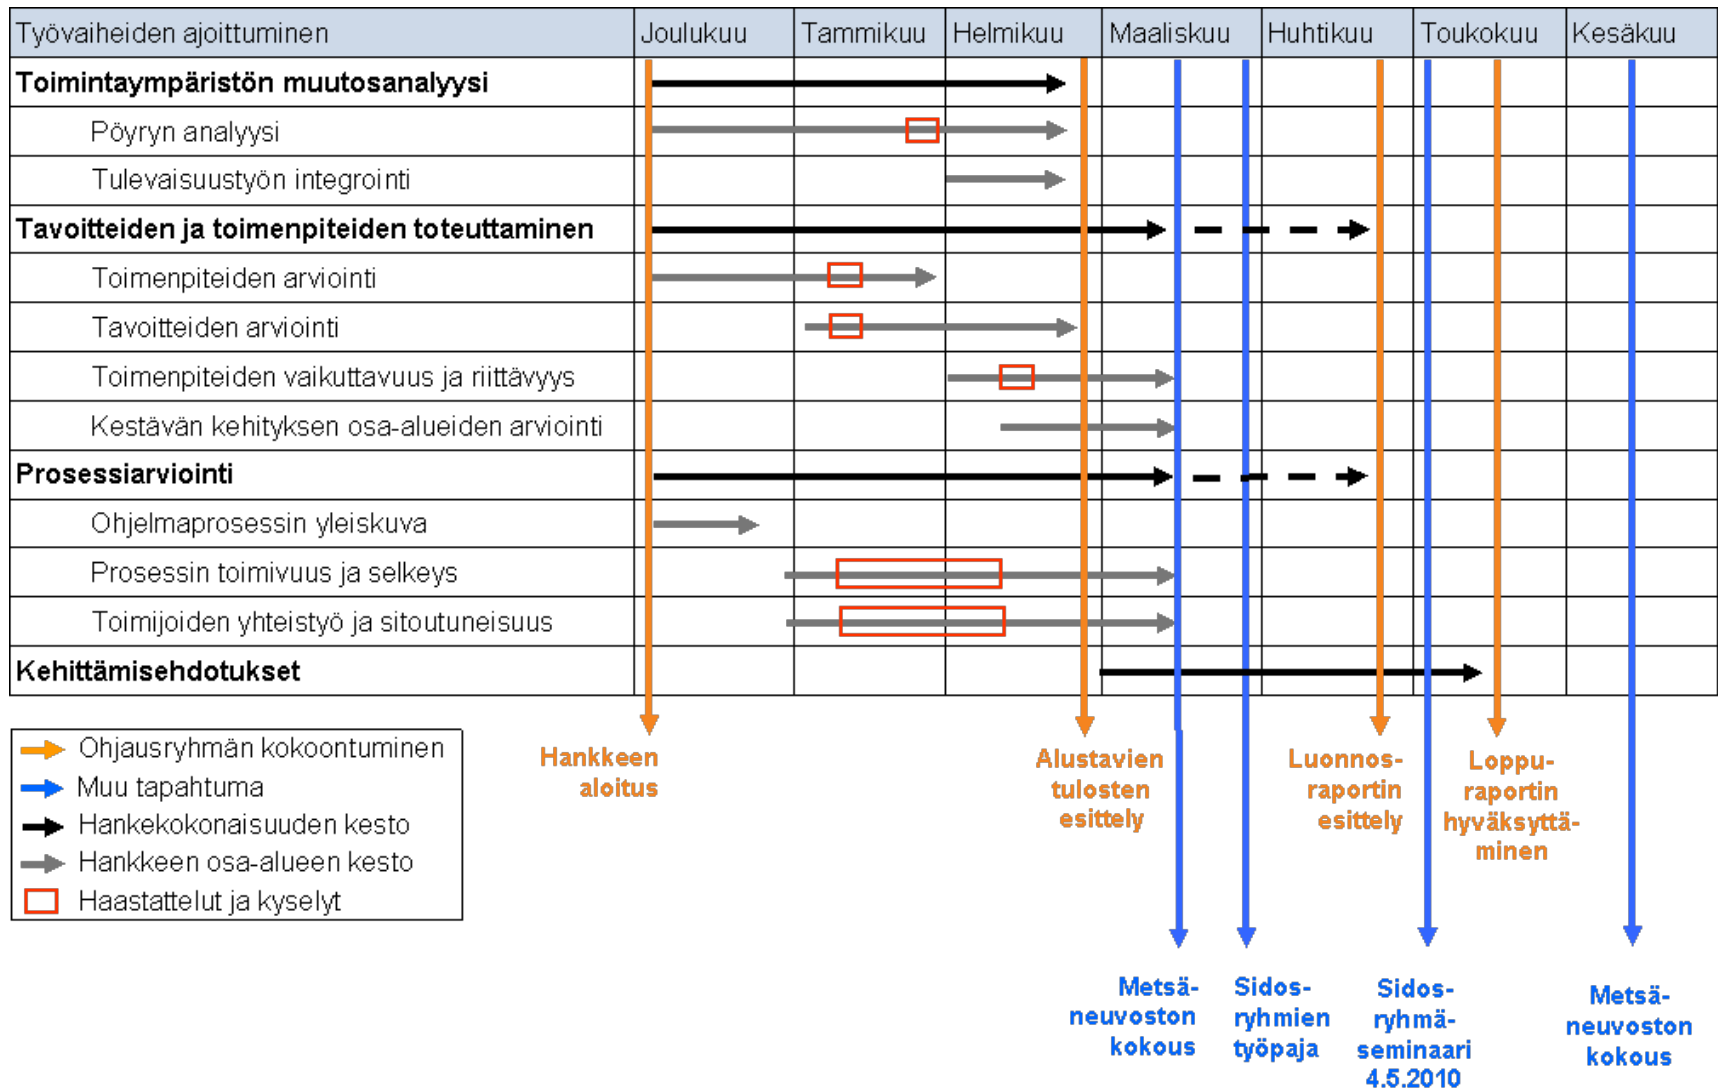 Työvaiheiden ajoittuminen Joulukuu Tammikuu Helmikuu Maaliskuu Huhtikuu Toukokuu Kesäkuu
Toimintaympäristön muutosanalyysi
Pöyryn analyysi
Tulevaisuustyön integrointi
Tavoitteiden ja toimenpiteiden toteuttaminen
Toimenpiteiden arviointi
Tavoitteiden arviointi
Toimenpiteiden vaikuttavuus ja riittävyys
Kestävän kehityksen osa-alueiden arviointi
Prosessiarviointi
Ohjelmaprosessin yleiskuva
Prosessin toimivuus ja selkeys
Toimijoiden yhteistyö ja sitoutuneisuus
Kehittämisehdotukset
Ohjausryhmän kokoontuminen
Muu tapahtuma
Hankekokonaisuuden kesto
Hankkeen osa-alueen kesto
Haastattelut ja kyselyt
Hankkeen
aloitus
Alustavien
tulosten
esittely
Luonnos-
raportin
esittely
Loppu-
raportin
hyväksyttä-
minen
Metsä-
neuvoston
kokous
Sidos-
ryhmien
työpaja
Sidos-
ryhmä-
seminaari
4.5.2010
Metsä-
neuvoston
kokous